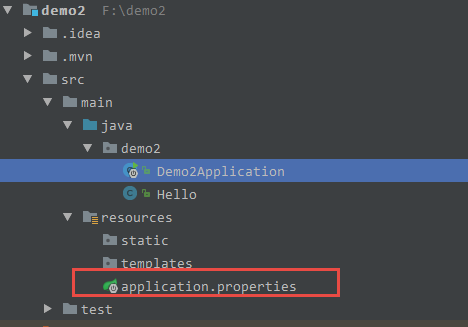 demo2 F:\demo2
.idea
.mvn
src
main
java
demo2
Demo2Application
Hello
resources
static
templates
application.properties
test